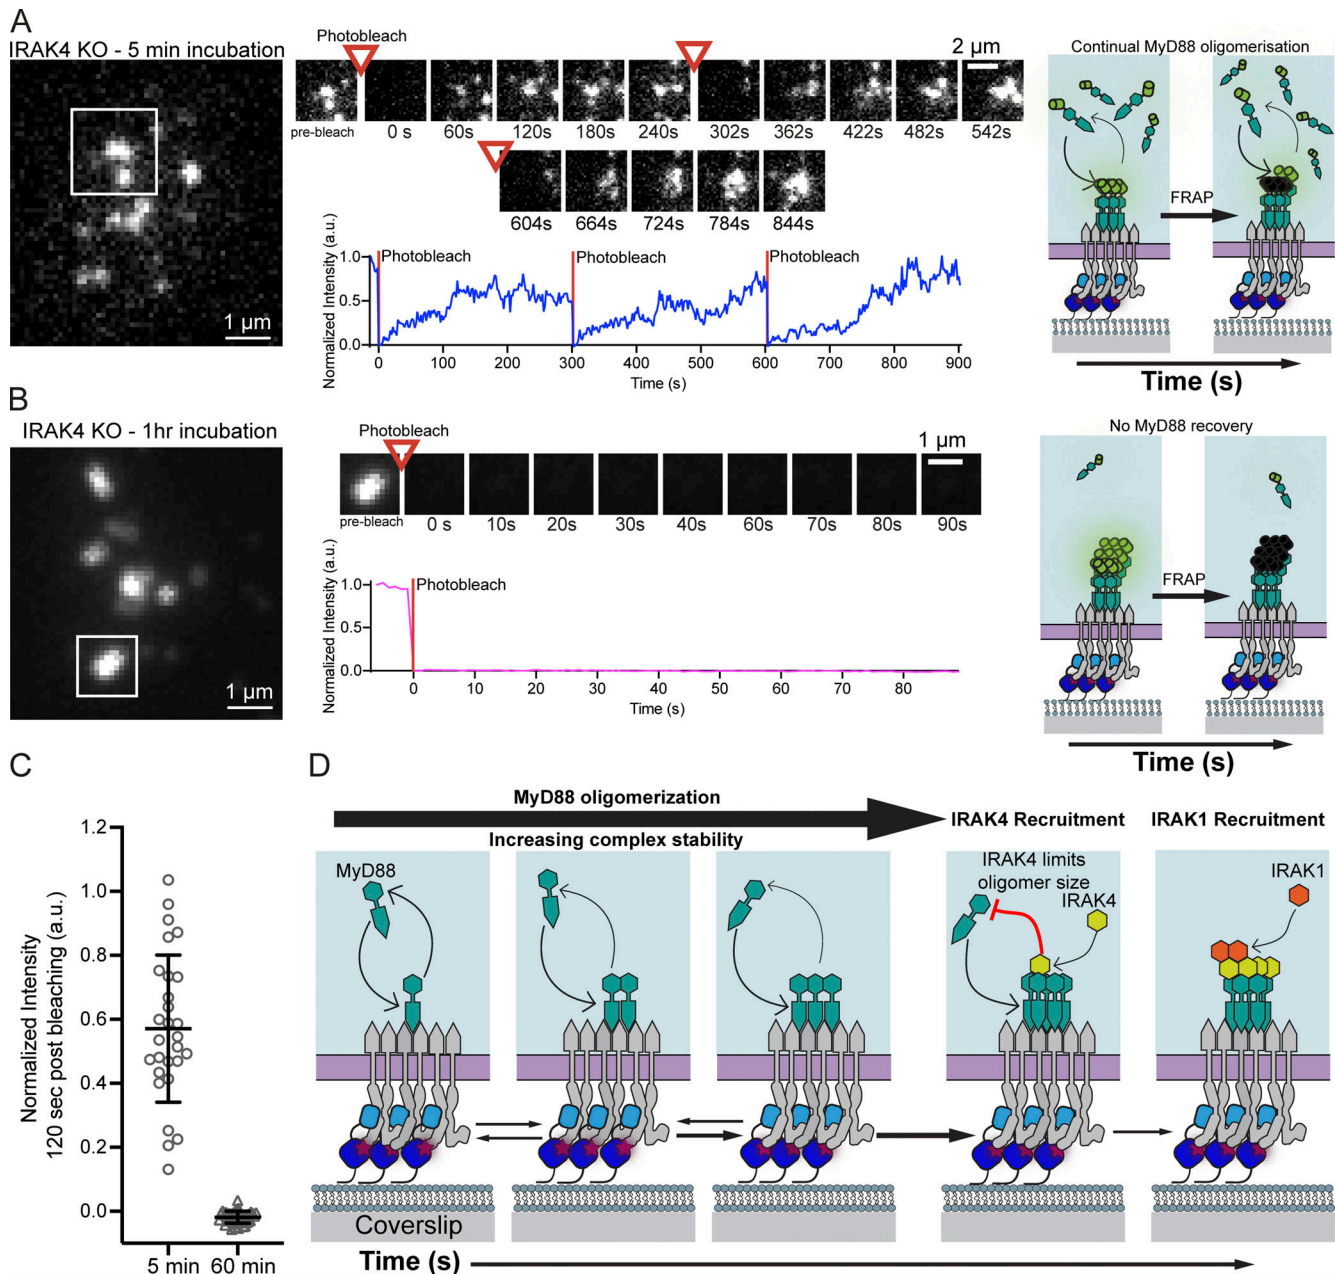 A
IRAK4 KO - 5 min incubation
1 µm
Photobleach
2 µm
pre-bleach 0 s 60s 120s 180s 240s 302s 362s 422s 482s 542s
604s 664s 724s 784s 844s
Normalized Intensity (a.u.)
1.0
0.5
0.0
Photobleach Photobleach Photobleach
0 100 200 300 400 500 600 700 800 900
Time (s)
Continual MyD88 oligomerisation
FRAP
Time (s)
B
IRAK4 KO - 1hr incubation
1 µm
Photobleach
1 µm
pre-bleach 0 s 10s 20s 30s 40s 60s 70s 80s 90s
Normalized Intensity (a.u.)
1.0
0.5
0.0
Photobleach
0 10 20 30 40 50 60 70 80
Time (s)
No MyD88 recovery
FRAP
Time (s)
C
Normalized Intensity
120 sec post bleaching (a.u.)
1.2
1.0
0.8
0.6
0.4
0.2
0.0
5 min 60 min
D
MyD88 oligomerization
Increasing complex stability
IRAK4 Recruitment
IRAK1 Recruitment
MyD88
IRAK4 limits
oligomer size
IRAK4
IRAK1
Coverslip
Time (s)